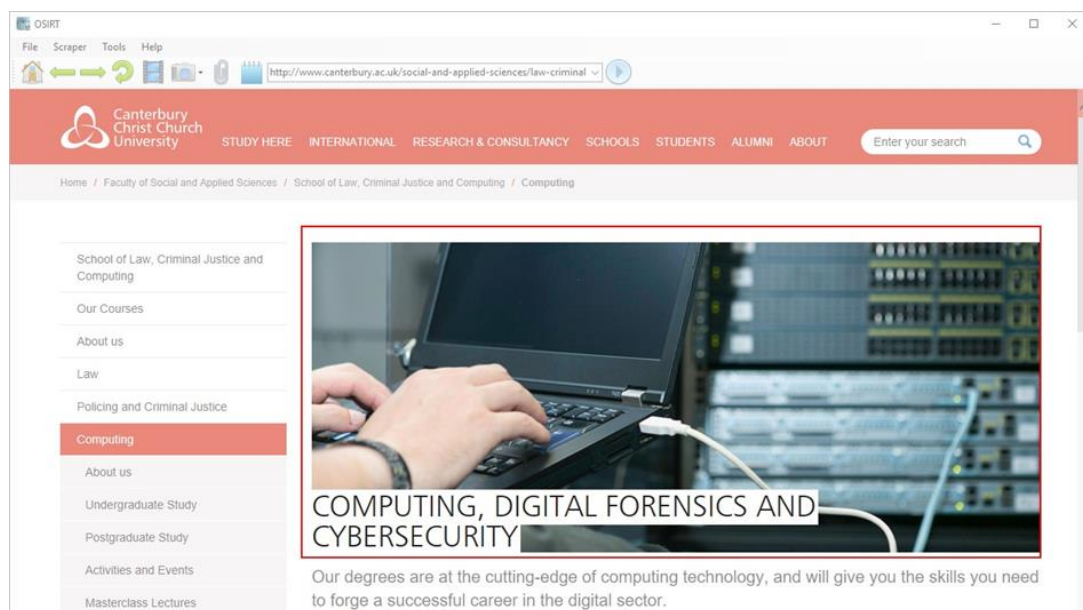 OSIRT
File Scraper Tools Help
http://www.canterbury.ac.uk/social-and-applied-sciences/law-criminal
Canterbury
Christ Church
University
STUDY HERE INTERNATIONAL RESEARCH & CONSULTANCY SCHOOLS STUDENTS ALUMNI ABOUT
Enter your search
Home / Faculty of Social and Applied Sciences / School of Law, Criminal Justice and Computing / Computing
School of Law, Criminal Justice and
Computing
Our Courses
About us
Law
Policing and Criminal Justice
Computing
About us
Undergraduate Study
Postgraduate Study
Activities and Events
Masterclass Lectures
COMPUTING, DIGITAL FORENSICS AND
CYBERSECURITY
Our degrees are at the cutting-edge of computing technology, and will give you the skills you need
to forge a successful career in the digital sector.